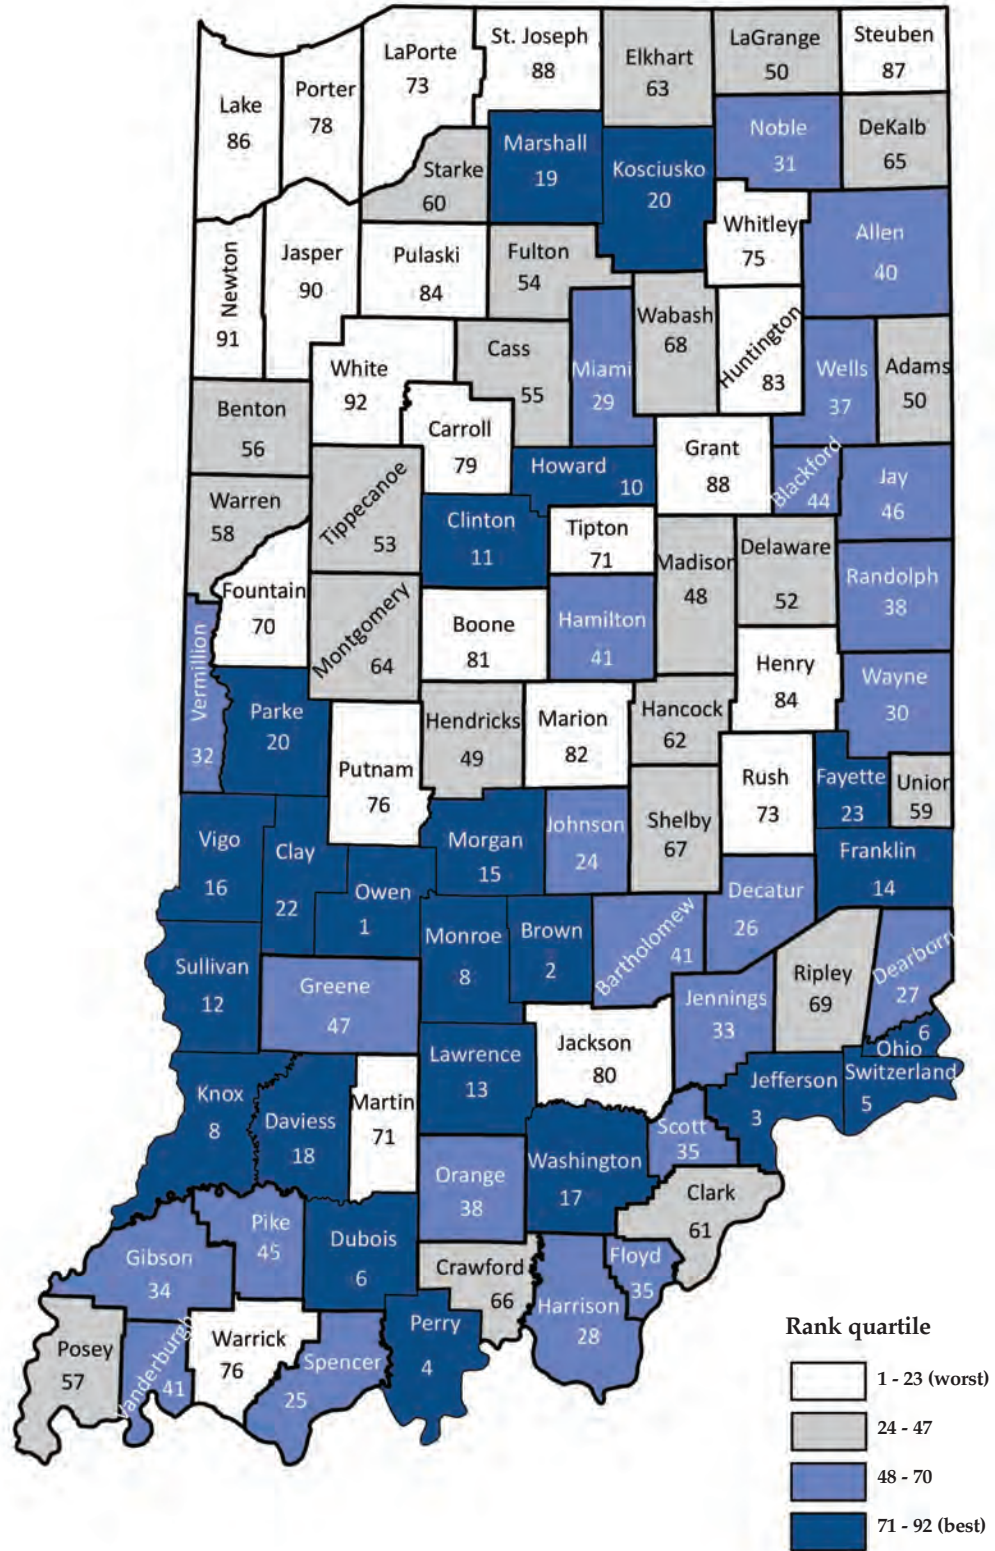 St. Joseph
88
LaPorte
73
Elkhart
63
LaGrange
50
Steuben
87
Porter
78
Lake
86
Noble
31
DeKalb
65
Marshall
19
Kosciusko
20
Starke
60
Whitley
75
Allen
40
Newton
91
Jasper
90
Pulaski
84
Fulton
54
Wabash
68
Huntington
83
White
92
Cass
55
Miami
29
Wells
37
Adams
50
Benton
56
Carroll
79
Grant
88
Howard
10
Blackford
44
Jay
46
Warren
58
Tippecanoe
53
Clinton
11
Tipton
71
Madison
48
Delaware
52
Randolph
38
Fountain
70
Montgomery
64
Boone
81
Hamilton
41
Henry
84
Wayne
30
Vermillion
32
Parke
20
Hendricks
49
Marion
82
Hancock
62
Putnam
76
Rush
73
Fayette
23
Union
59
Vigo
16
Clay
22
Morgan
15
Johnson
24
Shelby
67
Franklin
14
Owen
1
Decatur
26
Monroe
8
Brown
2
Bartholomew
41
Sullivan
12
Greene
47
Jennings
33
Ripley
69
Dearborn
27
Ohio
6
Lawrence
13
Jackson
80
Jefferson
3
Switzerland
5
Knox
8
Daviess
18
Martin
71
Scott
35
Orange
38
Washington
17
Clark
61
Pike
45
Dubois
6
Gibson
34
Crawford
66
Floyd
35
Harrison
28
Perry
4
Posey
57
Vanderburgh
41
Warrick
76
Spencer
25
Rank quartile
1 - 23 (worst)
24 - 47
48 - 70
71 - 92 (best)